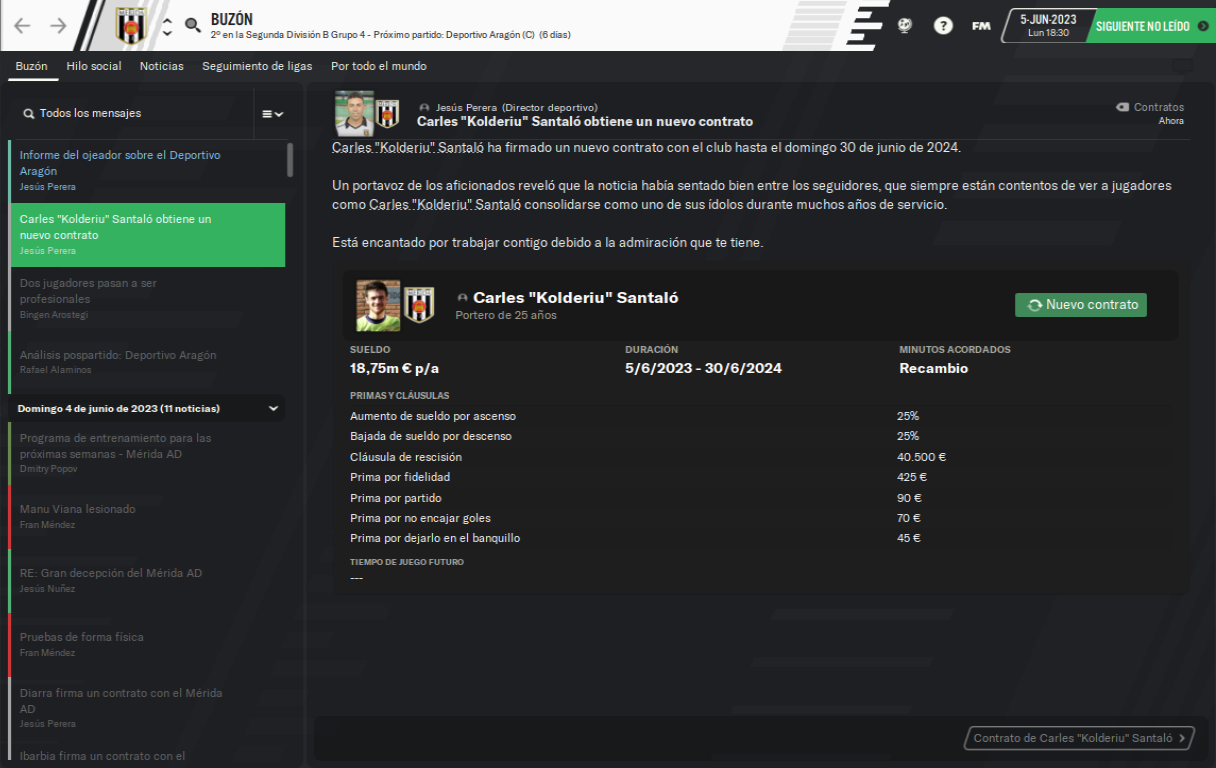 BUZÓN
2º en la Segunda División B Grupo 4 - Próximo partido: Deportivo Aragón (C) (6 días)
FM
5-JUN-2023
Lun 18:30
SIGUIENTE NO LEÍDO
Buzón
Hilo social
Noticias
Seguimiento de ligas
Por todo el mundo
Todos los mensajes
Informe del ojeador sobre el Deportivo
Aragón
Jesús Perera
Carles "Kolderiu" Santaló obtiene un
nuevo contrato
Jesús Perera
Dos jugadores pasan a ser
profesionales
Bingen Arostegi
Análisis pospartido: Deportivo Aragón
Rafael Alaminos
Domingo 4 de junio de 2023 (11 noticias)
Programa de entrenamiento para las
próximas semanas - Mérida AD
Dmitry Popov
Manu Viana lesionado
Fran Méndez
RE: Gran decepción del Mérida AD
Jesús Nuñez
Pruebas de forma física
Fran Méndez
Diarra firma un contrato con el Mérida
AD
Jesús Perera
Ibarbia firma un contrato con el
Jesús Perera (Director deportivo)
Carles "Kolderiu" Santaló obtiene un nuevo contrato
Contratos
Ahora
Carles "Kolderiu" Santaló ha firmado un nuevo contrato con el club hasta el domingo 30 de junio de 2024.
Un portavoz de los aficionados reveló que la noticia había sentado bien entre los seguidores, que siempre están contentos de ver a jugadores
como Carles "Kolderiu" Santaló consolidarse como uno de sus ídolos durante muchos años de servicio.
Está encantado por trabajar contigo debido a la admiración que te tiene.
Carles "Kolderiu" Santaló
Portero de 25 años
Nuevo contrato
SUELDO
18,75m € p/a
DURACIÓN
5/6/2023 - 30/6/2024
MINUTOS ACORDADOS
Recambio
PRIMAS Y CLÁUSULAS
Aumento de sueldo por ascenso 25%
Bajada de sueldo por descenso 25%
Cláusula de rescisión 40.500 €
Prima por fidelidad 425 €
Prima por partido 90 €
Prima por no encajar goles 70 €
Prima por dejarlo en el banquillo 45 €
TIEMPO DE JUEGO FUTURO
---
Contrato de Carles "Kolderiu" Santaló